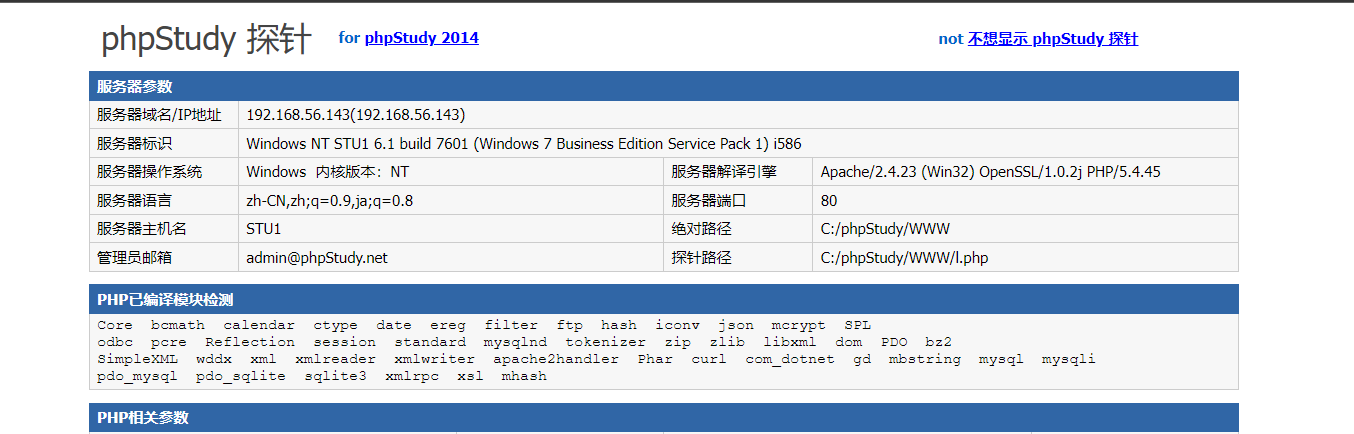 phpStudy 探针 for phpStudy 2014 not 不想显示 phpStudy 探针
服务器参数
服务器域名/IP地址 192.168.56.143(192.168.56.143)
服务器标识 Windows NT STU1 6.1 build 7601 (Windows 7 Business Edition Service Pack 1) i586
服务器操作系统 Windows 内核版本：NT 服务器解译引擎 Apache/2.4.23 (Win32) OpenSSL/1.0.2j PHP/5.4.45
服务器语言 zh-CN,zh;q=0.9,ja;q=0.8 服务器端口 80
服务器主机名 STU1 绝对路径 C:/phpStudy/WWW
管理员邮箱 admin@phpStudy.net 探针路径 C:/phpStudy/WWW/l.php
PHP已编译模块检测
Core bcmath calendar ctype date ereg filter ftp hash iconv json mcrypt SPL
odbc pcre Reflection session standard mysqlnd tokenizer zip zlib libxml dom PDO bz2
SimpleXML wddx xml xmlreader xmlwriter apache2handler Phar curl com_dotnet gd mbstring mysql mysqli
pdo_mysql pdo_sqlite sqlite3 xmlrpc xsl mhash
PHP相关参数